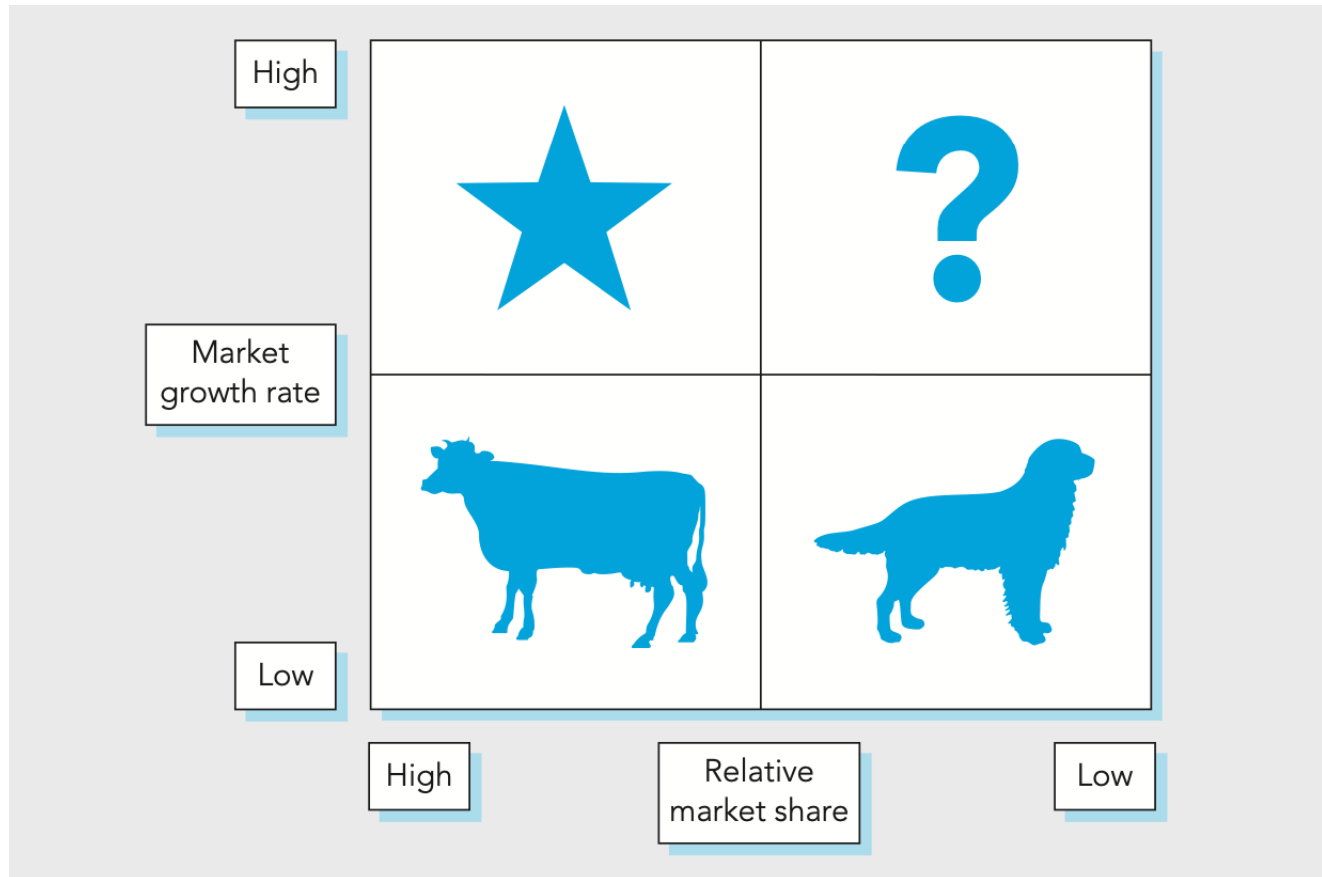 High
?
Market
growth rate
Low
High
Relative
market share
Low